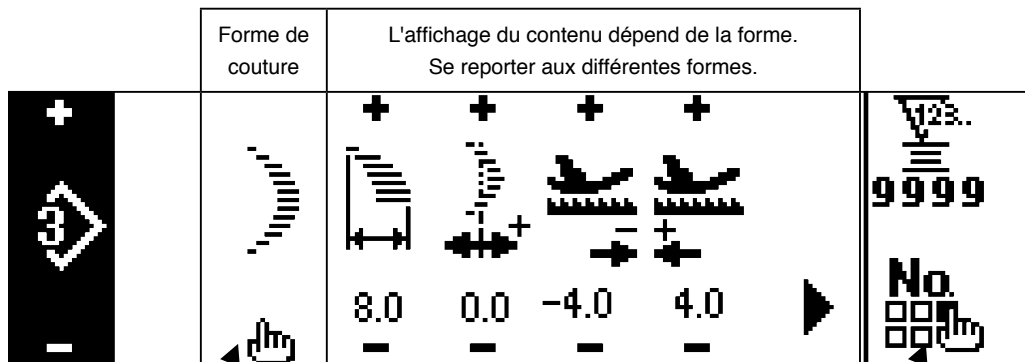 Forme de
couture
L'affichage du contenu dépend de la forme.
Se reporter aux différentes formes.
+ + + + +
123..
3
9999
+
− +
No.
8.0 0.0 −4.0 4.0
− − − − −